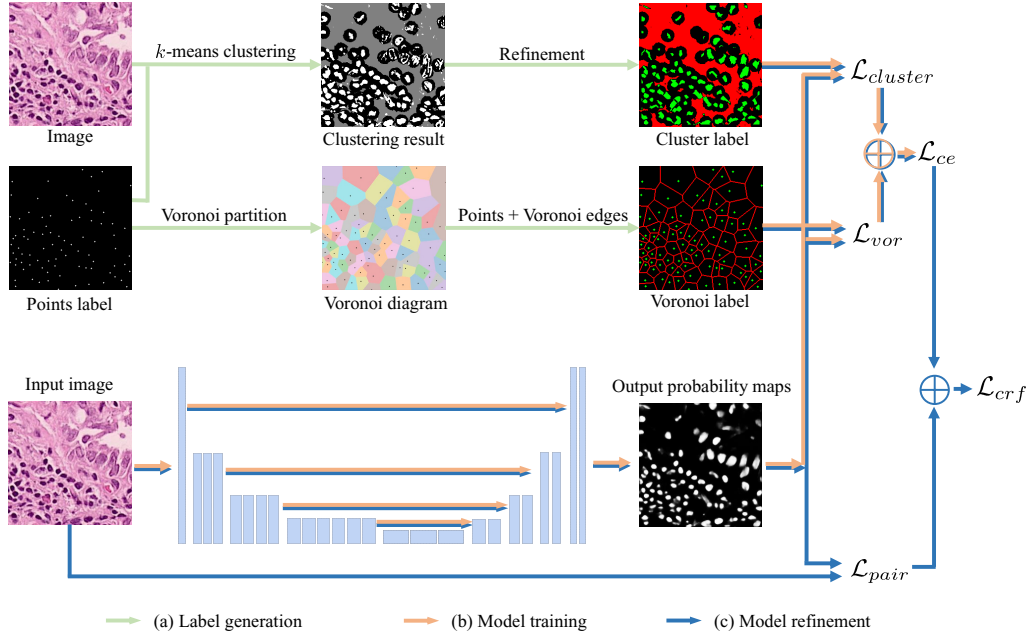 k-means clustering
Refinement
Image
Clustering result
Cluster label
Voronoi partition
Points + Voronoi edges
Points label
Voronoi diagram
Voronoi label
ℒcluster
ℒce
ℒvor
Input image
Output probability maps
ℒcrf
ℒpair
(a) Label generation
(b) Model training
(c) Model refinement